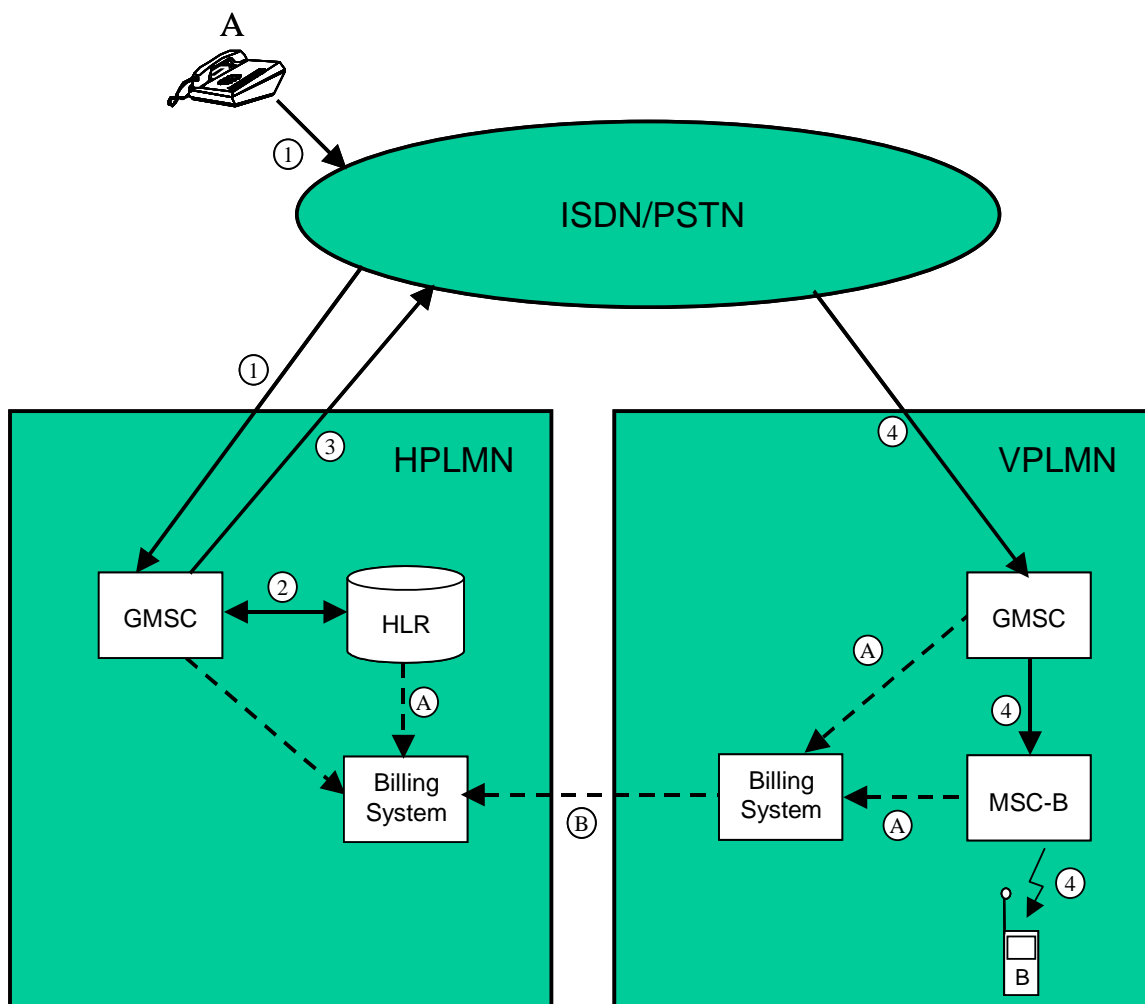 A
1
ISDN/PSTN
1
3
4
HPLMN
VPLMN
GMSC
2
HLR
GMSC
A
A
4
Billing
System
Billing
System
MSC-B
B
A
4
B